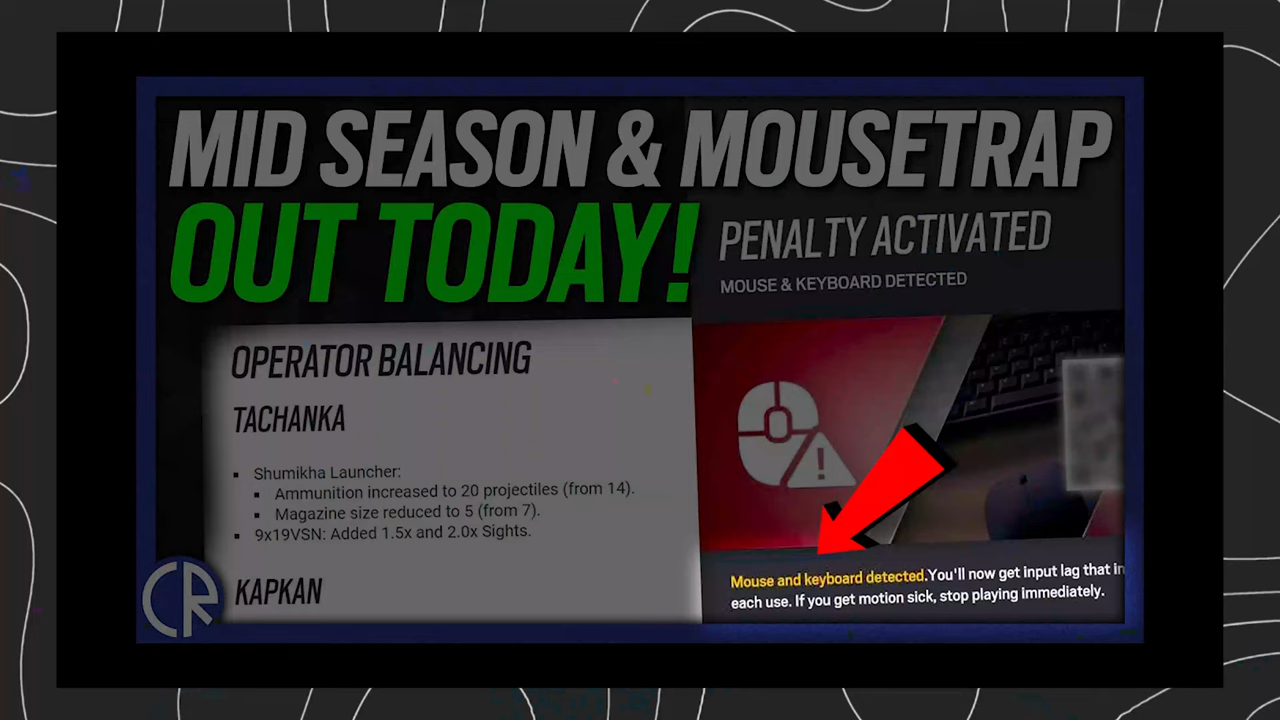 MID SEASON & MOUSETRAP
OUT TODAY!
PENALTY ACTIVATED
MOUSE & KEYBOARD DETECTED
OPERATOR BALANCING
TACHANKA
Shumikha Launcher:
Ammunition increased to 20 projectiles (from 14).
Magazine size reduced to 5 (from 7).
9x19VSN: Added 1.5x and 2.0x Sights.
KAPKAN
Mouse and keyboard detected.You'll now get input lag that in
each use. If you get motion sick, stop playing immediately.
CR